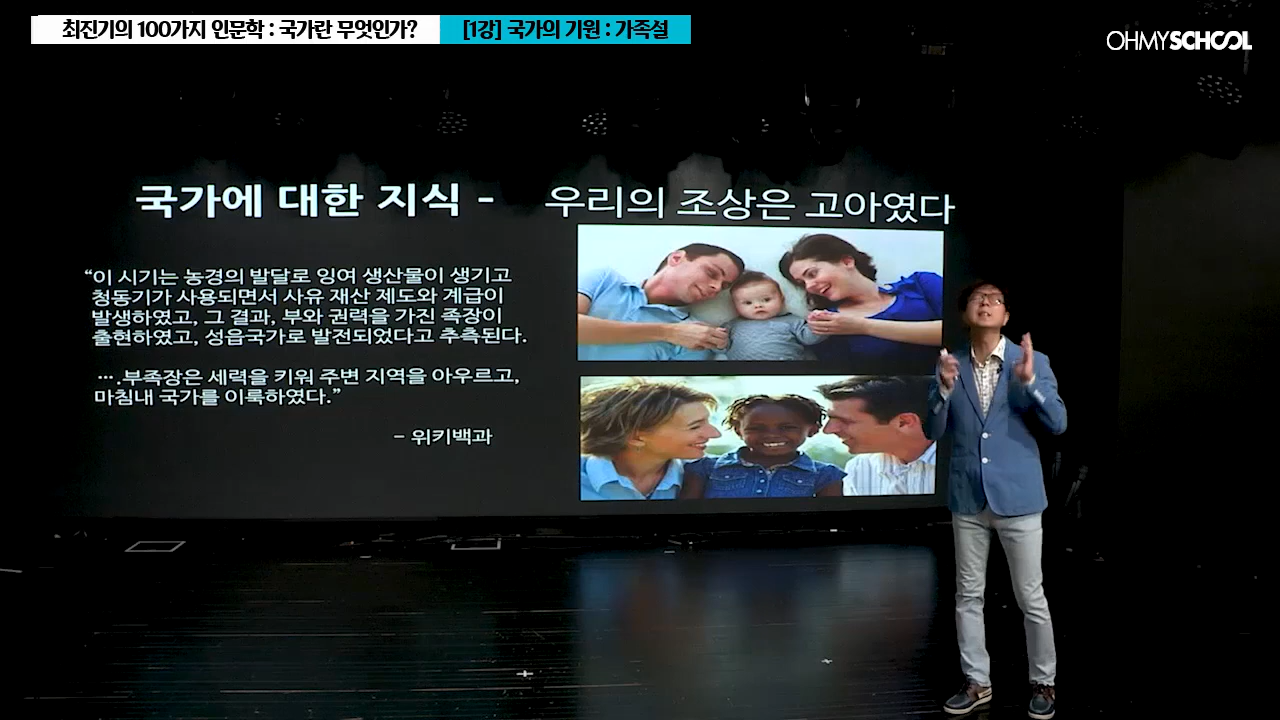 최진기의 100가지 인문학 : 국가란 무엇인가?
[1강] 국가의 기원 : 가족설
OHMYSCHOOL
국가에 대한 지식 - 우리의 조상은 고아였다
“이 시기는 농경의 발달로 잉여 생산물이 생기고
청동기가 사용되면서 사유 재산 제도와 계급이
발생하였고, 그 결과, 부와 권력을 가진 족장이
출현하였고, 성읍국가로 발전되었다고 추측된다.
….부족장은 세력을 키워 주변 지역을 아우르고,
마침내 국가를 이룩하였다.”
- 위키백과